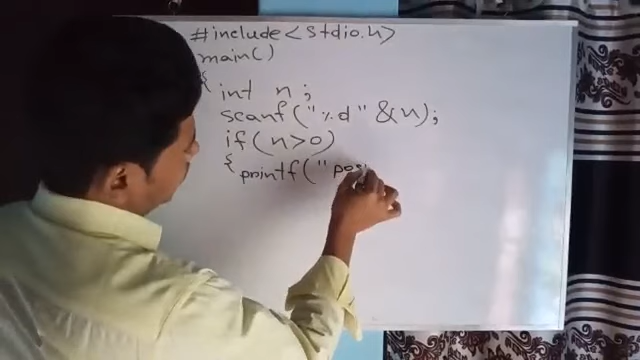 #include<stdio.h>
main()
{
int n;
scanf("%d" &n);
if(n>0)
{ printf("pos